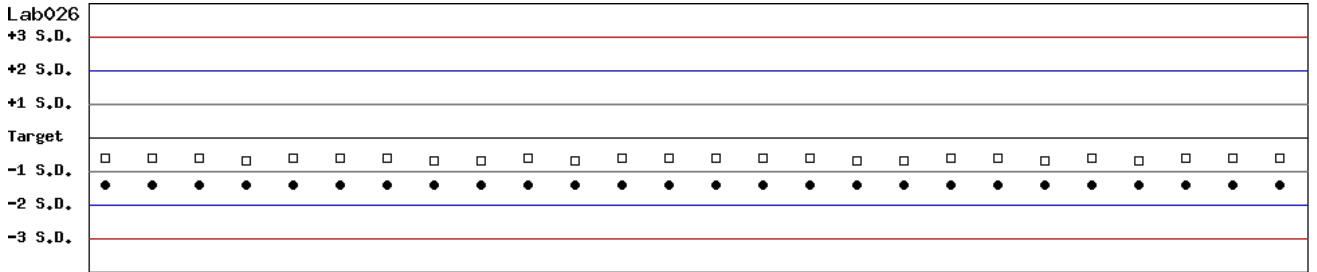 Lab026
+3 S.D.
+2 S.D.
+1 S.D.
Target
-1 S.D.
-2 S.D.
-3 S.D.